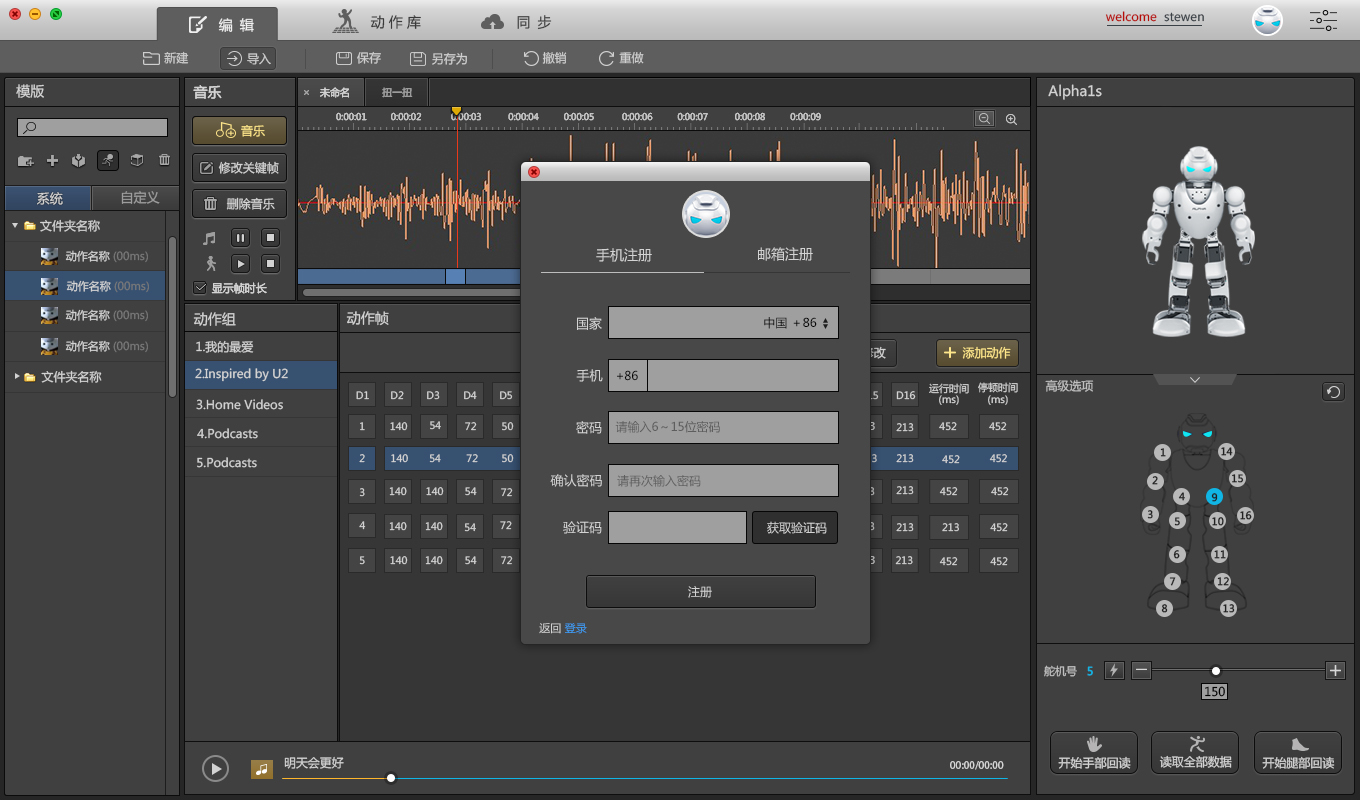 编 辑
动 作 库
同 步
welcome stewen
新建
导入
保存
另存为
撤销
重做
模版
系统
自定义
文件夹名称
动作名称 (00ms)
动作名称 (00ms)
动作名称 (00ms)
动作名称 (00ms)
文件夹名称
音乐
音乐
修改关键帧
删除音乐
显示帧时长
× 未命名
扭一扭
0:00:01 0:00:02 0:00:03 0:00:04 0:00:05 0:00:06 0:00:07 0:00:08 0:00:09
动作组
1.我的最爱
2.Inspired by U2
3.Home Videos
4.Podcasts
5.Podcasts
动作帧
改
添加动作
D1 D2 D3 D4 D5 .5 D16 运行时间(ms) 停顿时间(ms)
1 140 54 72 50 3 213 452 452
2 140 54 72 50 3 213 452 452
3 140 140 54 72 3 213 452 452
4 140 140 54 72 3 213 213 452
5 140 140 54 72 3 213 452 452
手机注册
邮箱注册
国家 中国 +86
手机 +86
密码 请输入6～15位密码
确认密码 请再次输入密码
验证码 获取验证码
注册
返回 登录
明天会更好
00:00/00:00
Alpha1s
高级选项
1 14
2 15
4 9
3 5 10 16
6 11
7 12
8 13
舵机号 5
150
开始手部回读
读取全部数据
开始腿部回读